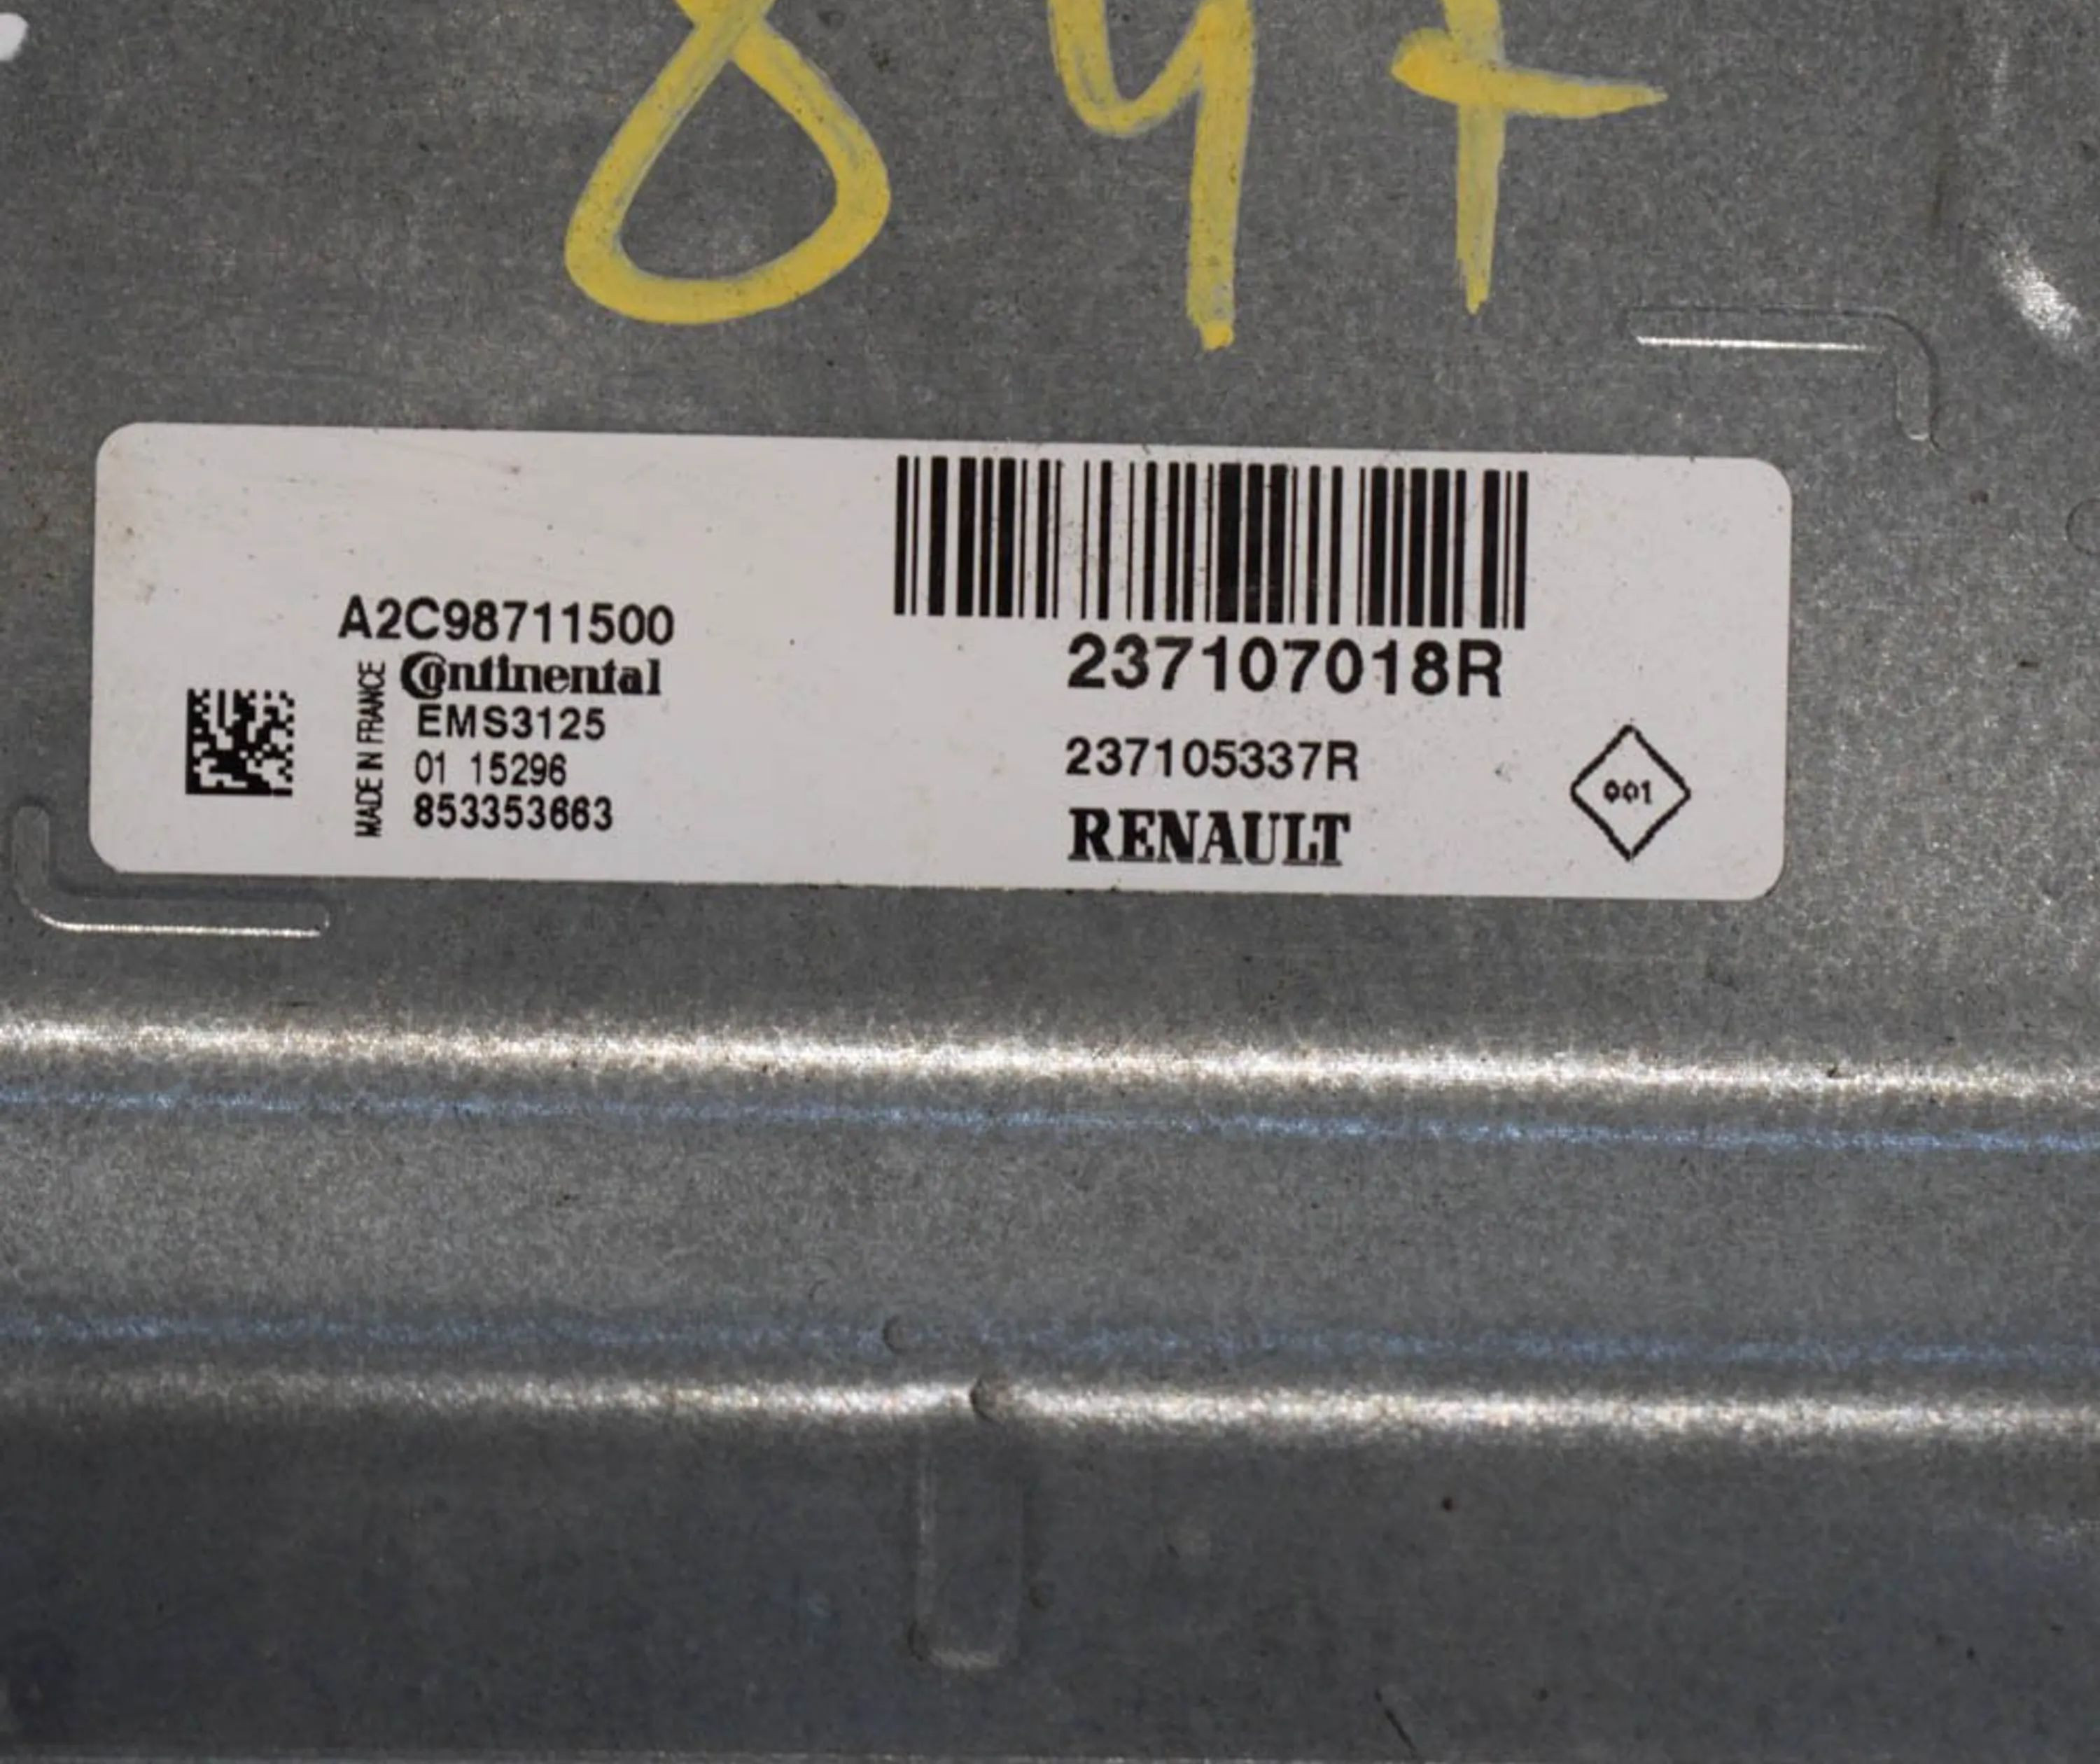 847
A2C98711500
Continental
MADE IN FRANCE
EMS3125
01 15296
853353663
237107018R
237105337R
RENAULT
001